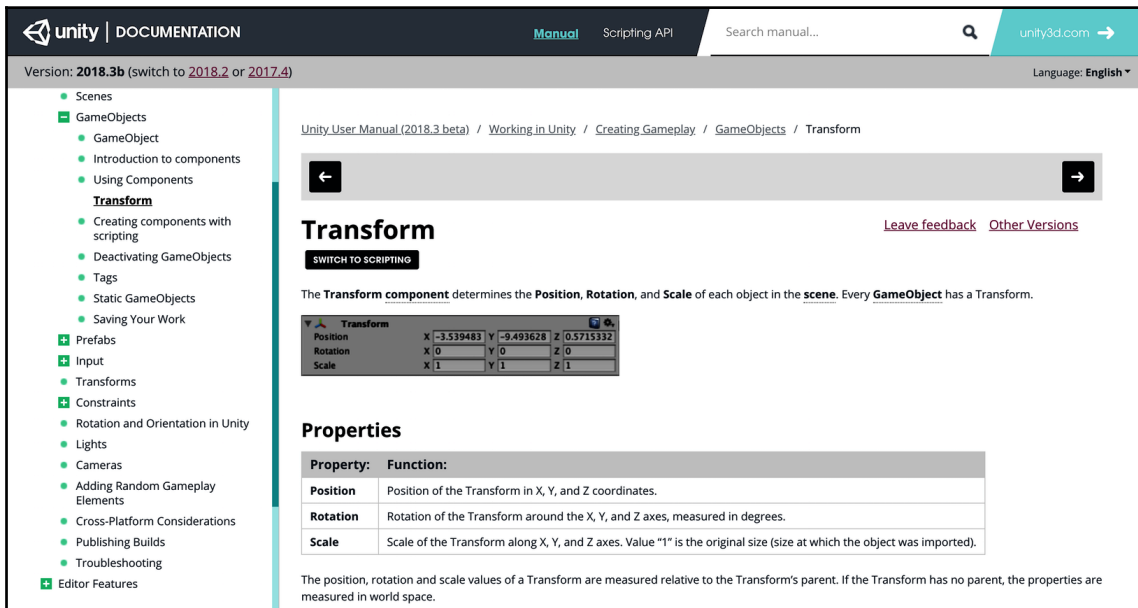 unity | DOCUMENTATION
Manual
Scripting API
Search manual...
unity3d.com
Version: 2018.3b (switch to 2018.2 or 2017.4)
Language: English
Scenes
GameObjects
GameObject
Introduction to components
Using Components
Transform
Creating components with
scripting
Deactivating GameObjects
Tags
Static GameObjects
Saving Your Work
Prefabs
Input
Transforms
Constraints
Rotation and Orientation in Unity
Lights
Cameras
Adding Random Gameplay
Elements
Cross-Platform Considerations
Publishing Builds
Troubleshooting
Editor Features
Unity User Manual (2018.3 beta) / Working in Unity / Creating Gameplay / GameObjects / Transform
Transform
Leave feedback Other Versions
SWITCH TO SCRIPTING
The Transform component determines the Position, Rotation, and Scale of each object in the scene. Every GameObject has a Transform.
Transform
Position X -3.539483 Y -9.493628 Z 0.5715332
Rotation X 0 Y 0 Z 0
Scale X 1 Y 1 Z 1
Properties
Property: Function:
Position Position of the Transform in X, Y, and Z coordinates.
Rotation Rotation of the Transform around the X, Y, and Z axes, measured in degrees.
Scale Scale of the Transform along X, Y, and Z axes. Value “1” is the original size (size at which the object was imported).
The position, rotation and scale values of a Transform are measured relative to the Transform’s parent. If the Transform has no parent, the properties are
measured in world space.